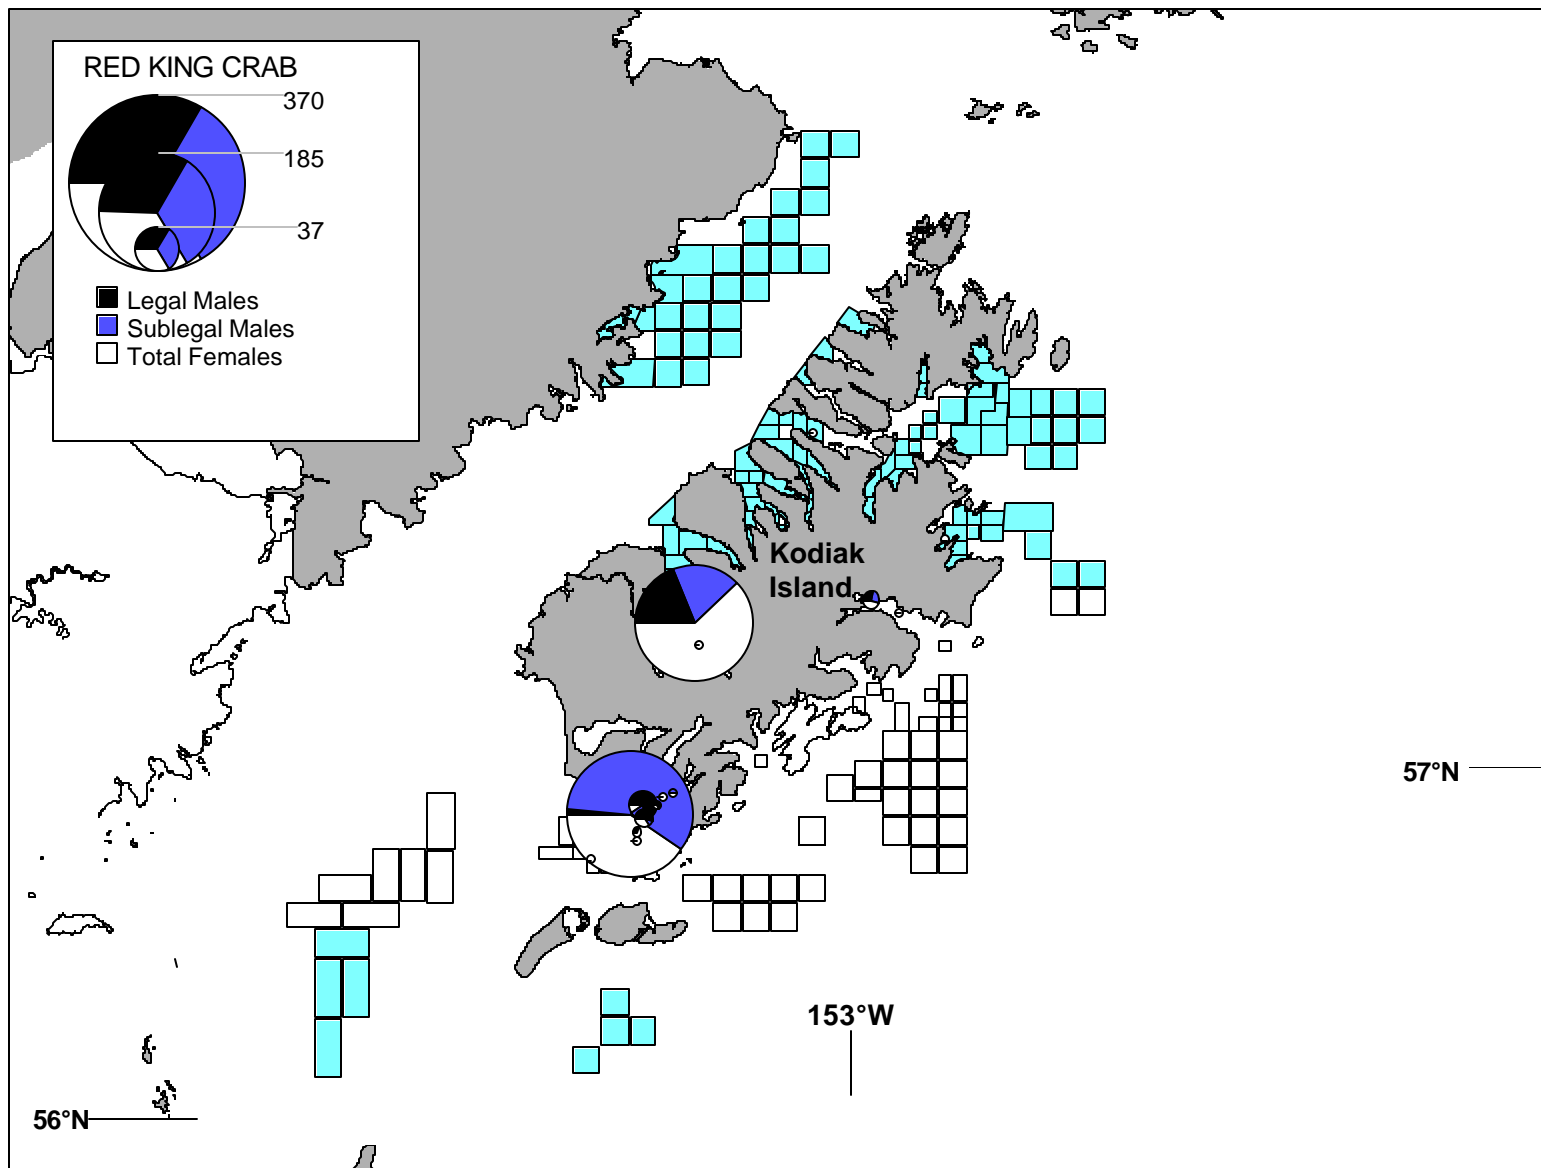 RED KING CRAB
370
185
37
Legal Males
Sublegal Males
Total Females
Kodiak
Island
57°N
153°W
56°N